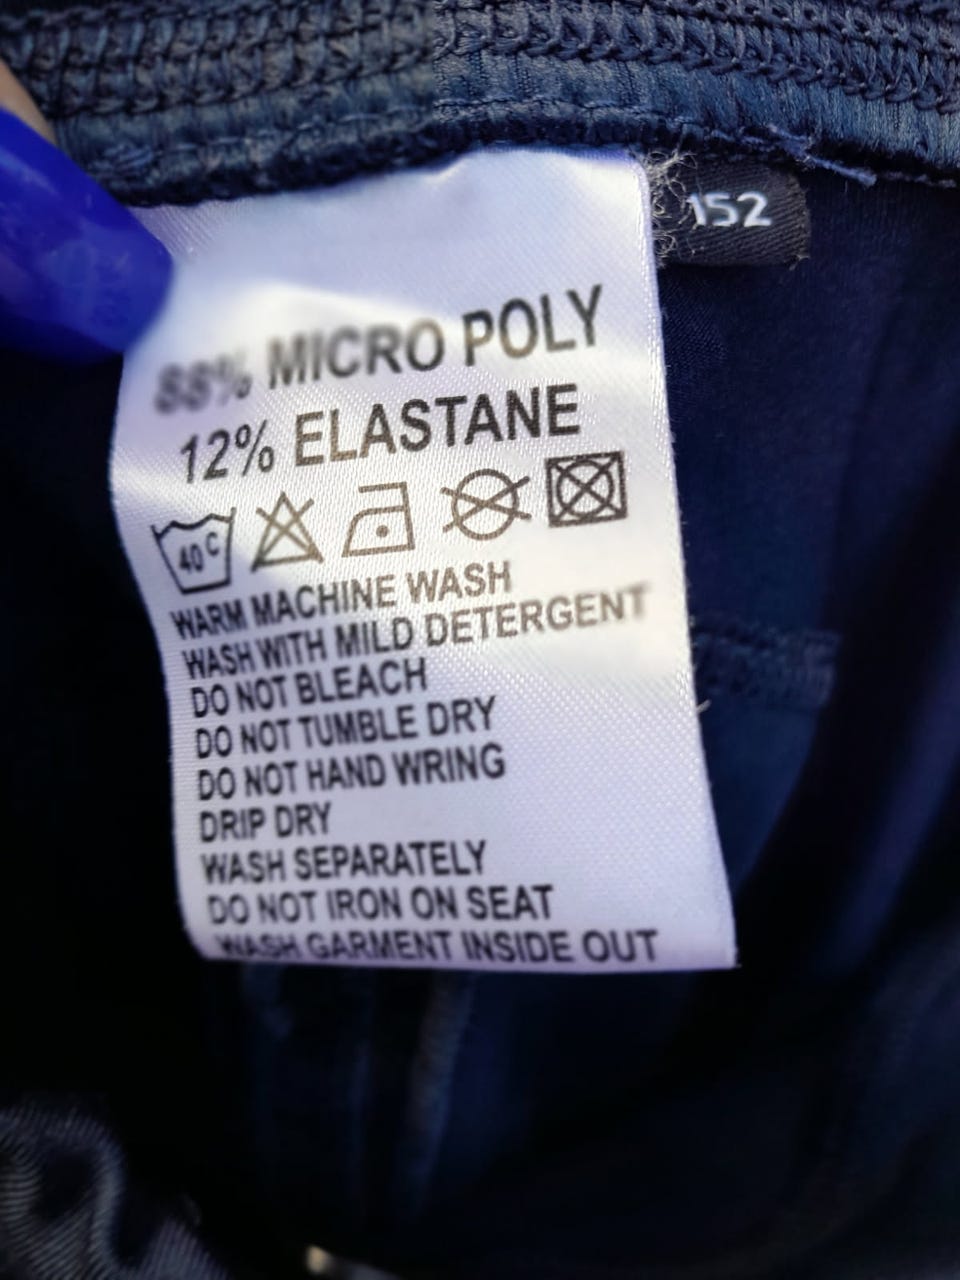 152
88% MICRO POLY
12% ELASTANE
40 C
WARM MACHINE WASH
WASH WITH MILD DETERGENT
DO NOT BLEACH
DO NOT TUMBLE DRY
DO NOT HAND WRING
DRIP DRY
WASH SEPARATELY
DO NOT IRON ON SEAT
WASH GARMENT INSIDE OUT